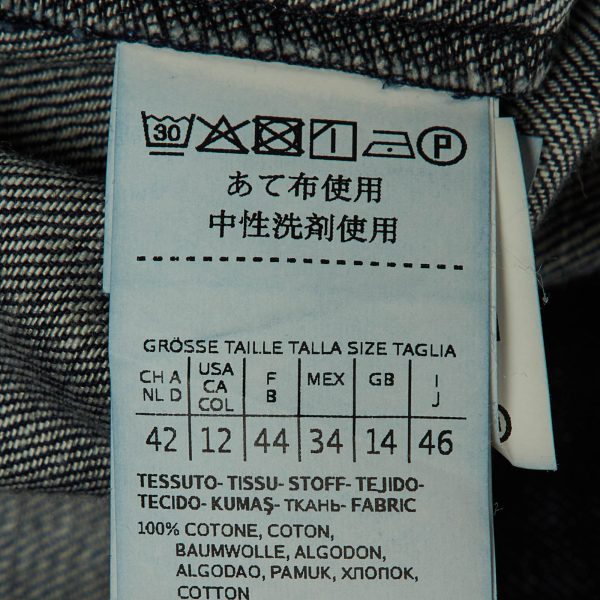 30 P
あて布使用
中性洗剤使用
GRÖSSE TAILLE TALLA SIZE TAGLIA
CH A NL D USA CA COL F B MEX GB I J
42 12 44 34 14 46
TESSUTO- TISSU- STOFF- TEJIDO-
TECIDO- KUMAŞ- ТКАНЬ- FABRIC
100% COTONE, COTON,
BAUMWOLLE, ALGODON,
ALGODAO, PAMUK, ХЛОПОК,
COTTON